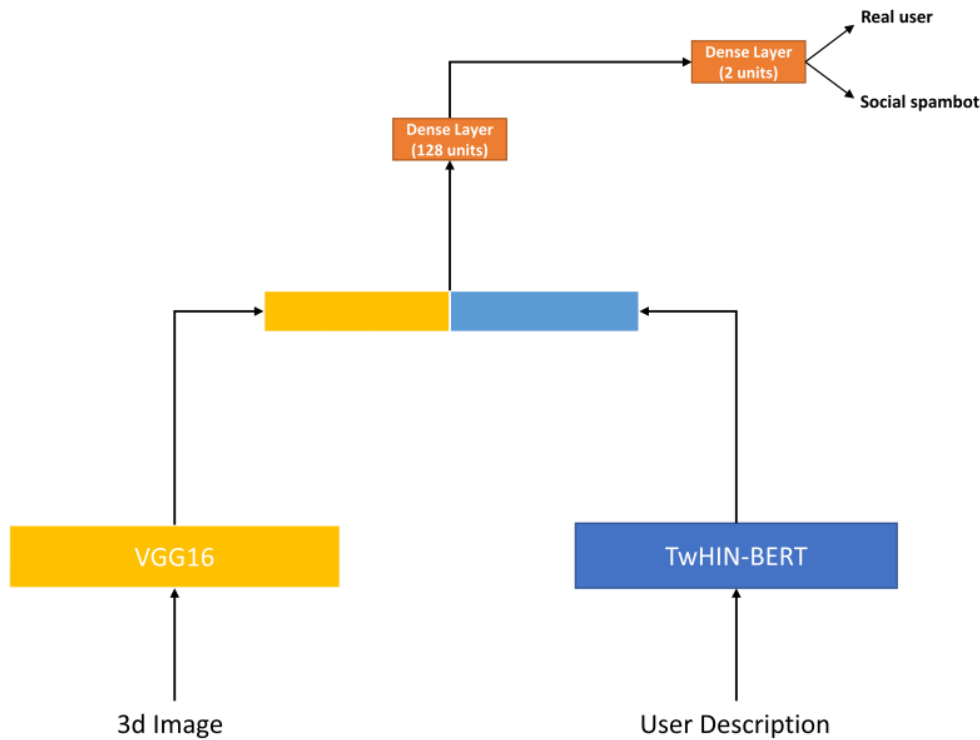 Real user
Dense Layer
(2 units)
Social spambot
Dense Layer
(128 units)
VGG16
TwHIN-BERT
3d Image
User Description